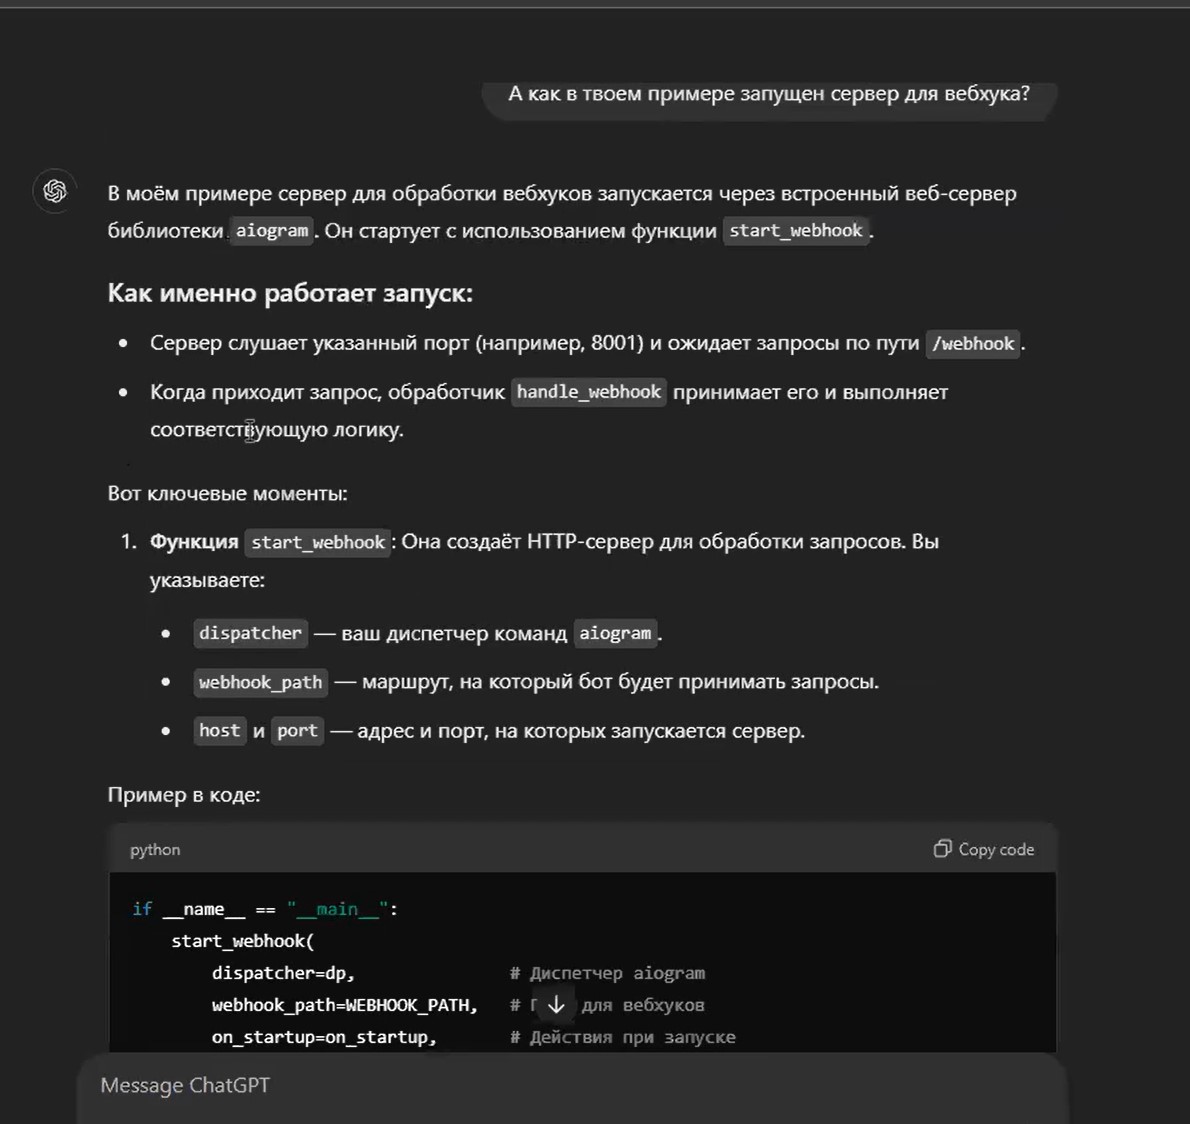 А как в твоем примере запущен сервер для вебхука?
В моём примере сервер для обработки вебхуков запускается через встроенный веб-сервер
библиотеки aiogram. Он стартует с использованием функции start_webhook.
Как именно работает запуск:
• Сервер слушает указанный порт (например, 8001) и ожидает запросы по пути /webhook.
• Когда приходит запрос, обработчик handle_webhook принимает его и выполняет
соответствующую логику.
Вот ключевые моменты:
1. Функция start_webhook: Она создаёт HTTP-сервер для обработки запросов. Вы
указываете:
• dispatcher — ваш диспетчер команд aiogram.
• webhook_path — маршрут, на который бот будет принимать запросы.
• host и port — адрес и порт, на которых запускается сервер.
Пример в коде:
python Copy code
if __name__ == "__main__":
start_webhook(
dispatcher=dp, # Диспетчер aiogram
webhook_path=WEBHOOK_PATH, # для вебхуков
on_startup=on_startup, # Действия при запуске
Message ChatGPT